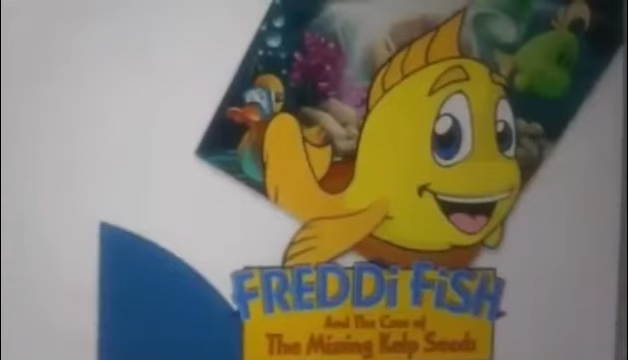 FREDDi FiSH
And The Case of
The Missing Kelp Seeds